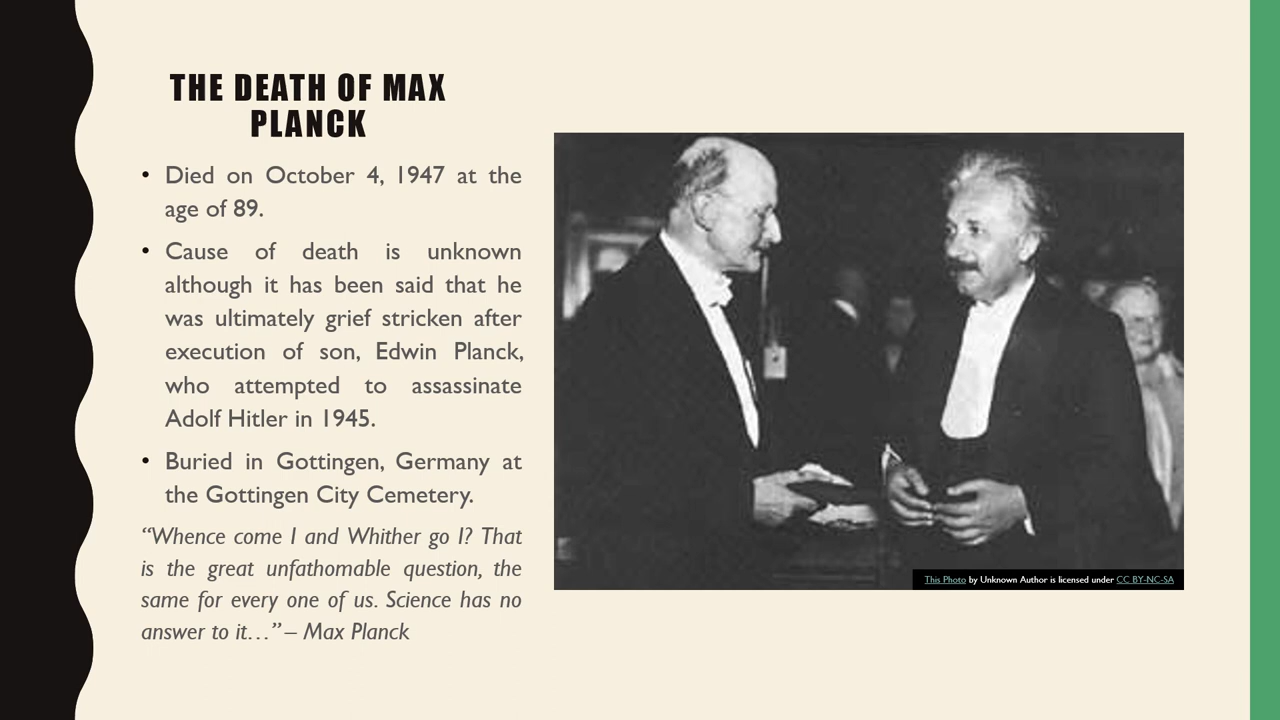 THE DEATH OF MAX
PLANCK
• Died on October 4, 1947 at the
age of 89.
• Cause of death is unknown
although it has been said that he
was ultimately grief stricken after
execution of son, Edwin Planck,
who attempted to assassinate
Adolf Hitler in 1945.
• Buried in Gottingen, Germany at
the Gottingen City Cemetery.
“Whence come I and Whither go I? That
is the great unfathomable question, the
same for every one of us. Science has no
answer to it…” – Max Planck
This Photo by Unknown Author is licensed under CC BY-NC-SA